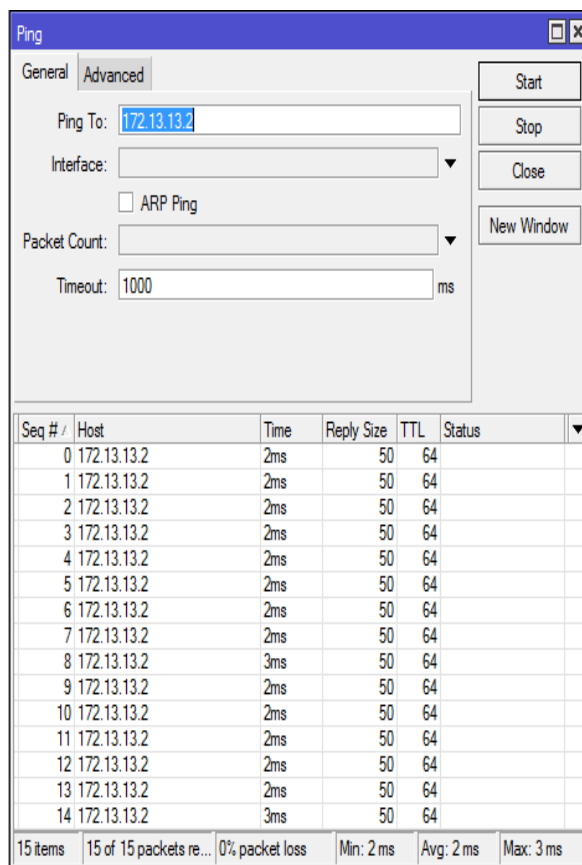 Ping
General Advanced
Start
Ping To: 172.13.13.2
Stop
Interface:
Close
ARP Ping
New Window
Packet Count:
Timeout: 1000 ms
Seq # Host Time Reply Size TTL Status
0 172.13.13.2 2ms 50 64
1 172.13.13.2 2ms 50 64
2 172.13.13.2 2ms 50 64
3 172.13.13.2 2ms 50 64
4 172.13.13.2 2ms 50 64
5 172.13.13.2 2ms 50 64
6 172.13.13.2 2ms 50 64
7 172.13.13.2 2ms 50 64
8 172.13.13.2 3ms 50 64
9 172.13.13.2 2ms 50 64
10 172.13.13.2 2ms 50 64
11 172.13.13.2 2ms 50 64
12 172.13.13.2 2ms 50 64
13 172.13.13.2 2ms 50 64
14 172.13.13.2 3ms 50 64
15 items 15 of 15 packets re... 0% packet loss Min: 2 ms Avg: 2 ms Max: 3 ms